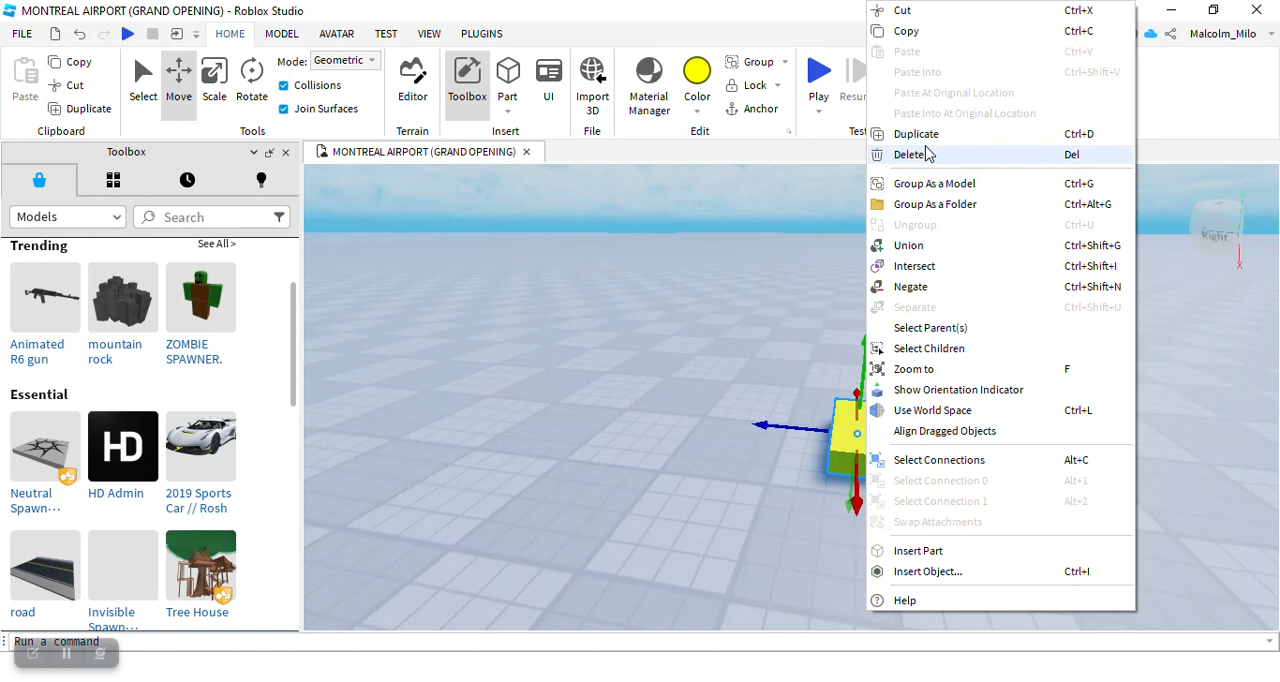 MONTREAL AIRPORT (GRAND OPENING) - Roblox Studio
FILE HOME MODEL AVATAR TEST VIEW PLUGINS
Malcolm_Milo
Paste
Copy
Cut
Duplicate
Clipboard
Select Move Scale Rotate
Mode: Geometric
Collisions
Join Surfaces
Tools
Editor
Terrain
Toolbox Part UI
Insert
Import
3D
File
Material
Manager
Color
Group
Lock
Anchor
Edit
Play
Toolbox
MONTREAL AIRPORT (GRAND OPENING)
Models
Search
Trending See All >
Animated
R6 gun
mountain
rock
ZOMBIE
SPAWNER.
Essential
HD
Neutral
Spawn...
HD Admin
2019 Sports
Car // Rosh
road
Invisible
Spawn...
Tree House
Run a command
Right
X
Cut Ctrl+X
Copy Ctrl+C
Paste Ctrl+V
Paste Into Ctrl+Shift+V
Paste At Original Location
Paste Into At Original Location
Duplicate Ctrl+D
Delete Del
Group As a Model Ctrl+G
Group As a Folder Ctrl+Alt+G
Ungroup Ctrl+U
Union Ctrl+Shift+G
Intersect Ctrl+Shift+I
Negate Ctrl+Shift+N
Separate Ctrl+Shift+U
Select Parent(s)
Select Children
Zoom to F
Show Orientation Indicator
Use World Space Ctrl+L
Align Dragged Objects
Select Connections Alt+C
Select Connection 0 Alt+1
Select Connection 1 Alt+2
Swap Attachments
Insert Part
Insert Object... Ctrl+I
Help